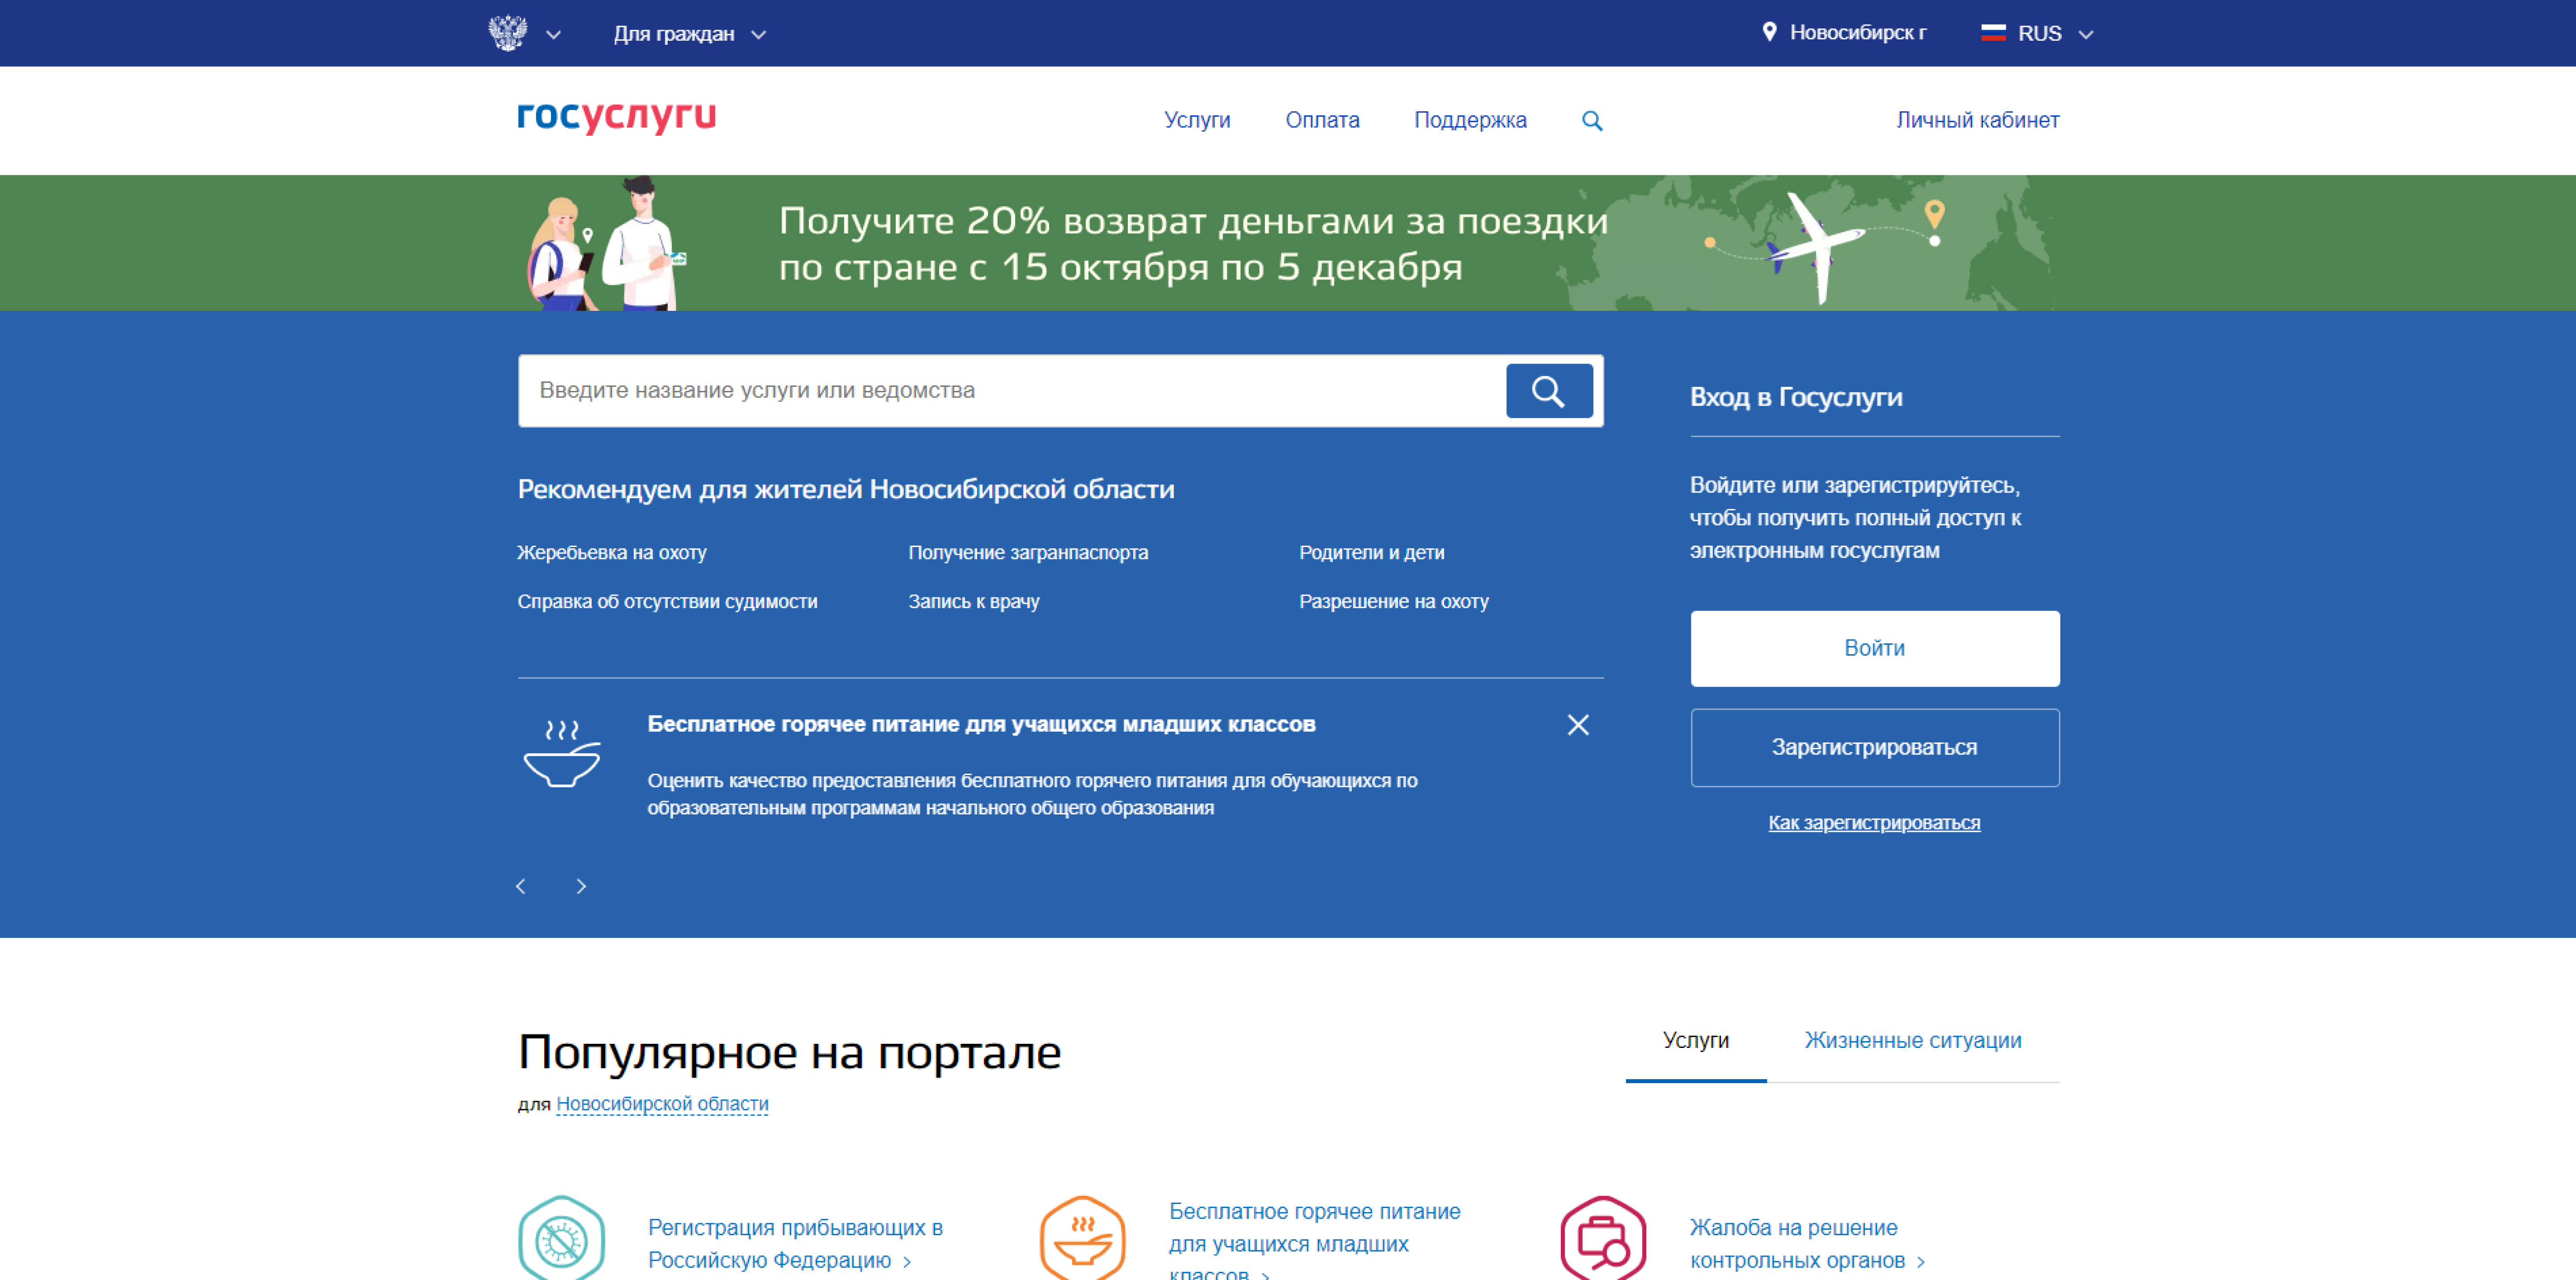 Для граждан
Новосибирск г
RUS
госуслуги
Услуги
Оплата
Поддержка
Личный кабинет
Получите 20% возврат деньгами за поездки
по стране с 15 октября по 5 декабря
Введите название услуги или ведомства
Рекомендуем для жителей Новосибирской области
Жеребьевка на охоту
Получение загранпаспорта
Родители и дети
Справка об отсутствии судимости
Запись к врачу
Разрешение на охоту
Бесплатное горячее питание для учащихся младших классов
Оценить качество предоставления бесплатного горячего питания для обучающихся по
образовательным программам начального общего образования
Вход в Госуслуги
Войдите или зарегистрируйтесь,
чтобы получить полный доступ к
электронным госуслугам
Войти
Зарегистрироваться
Как зарегистрироваться
Популярное на портале
для Новосибирской области
Услуги
Жизненные ситуации
Регистрация прибывающих в
Российскую Федерацию >
Бесплатное горячее питание
для учащихся младших
классов >
Жалоба на решение
контрольных органов >